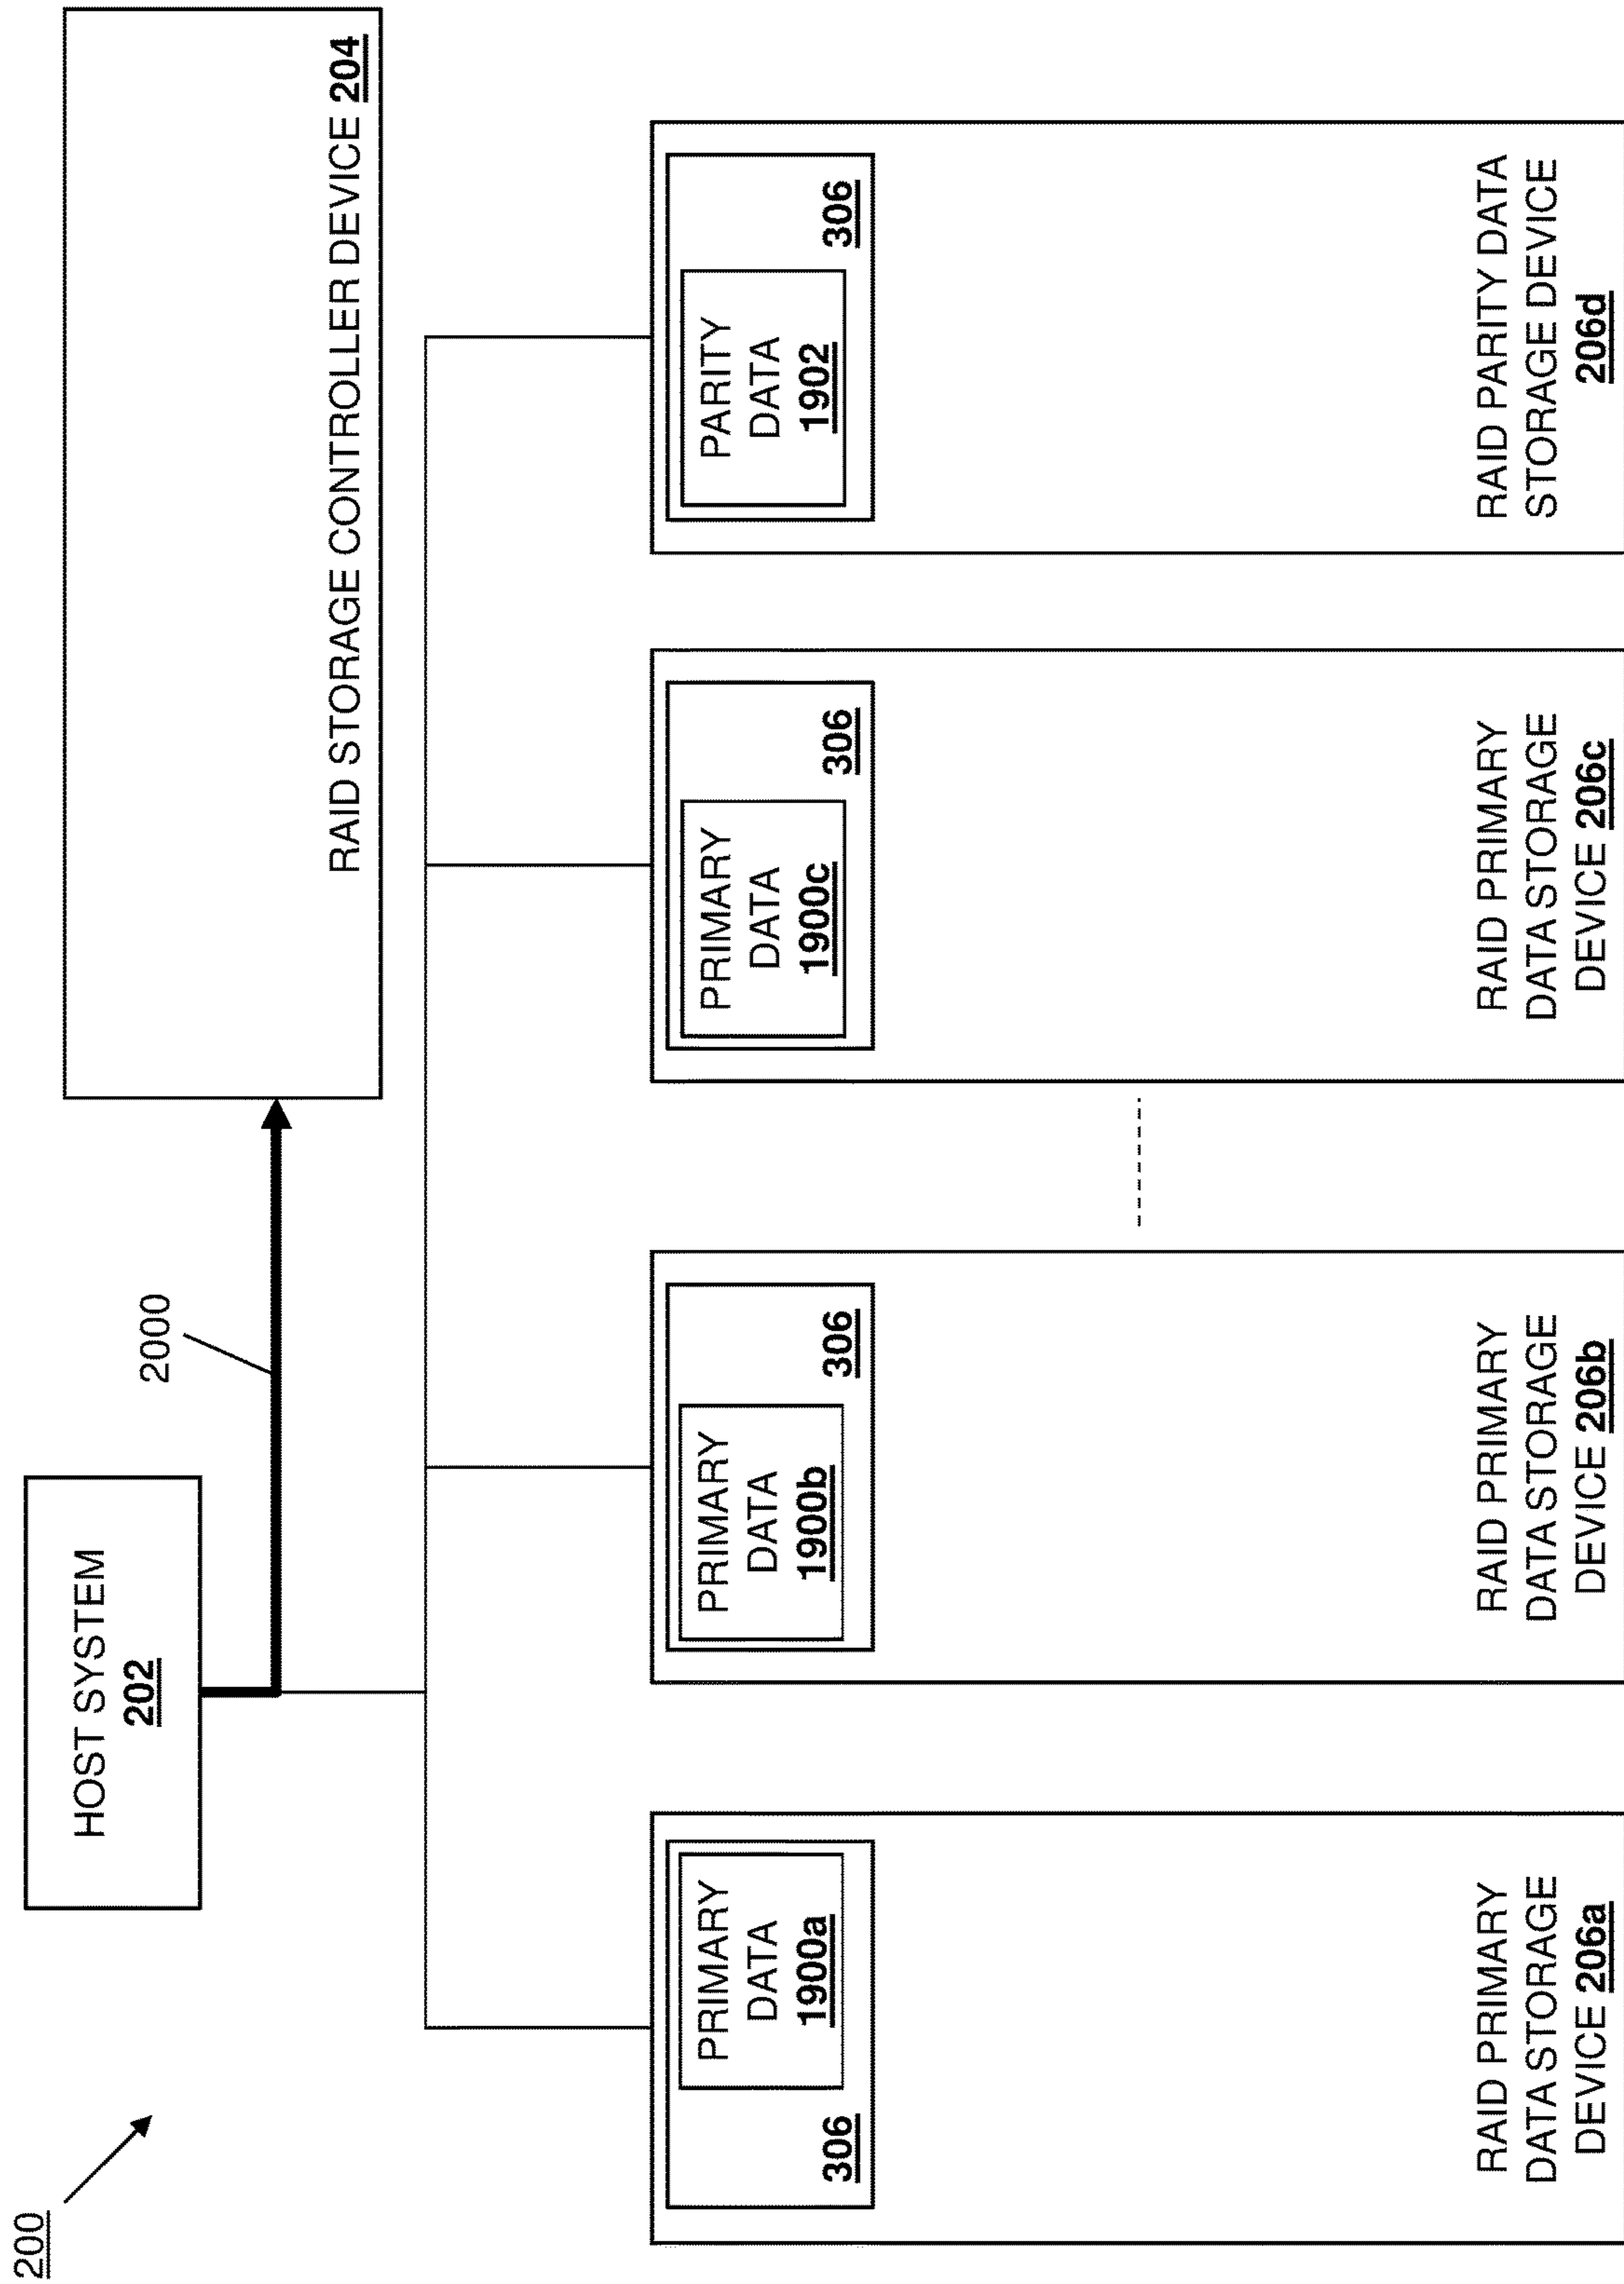 200
HOST SYSTEM
202
2000
RAID STORAGE CONTROLLER DEVICE 204
306
PRIMARY
DATA
1900a
RAID PRIMARY
DATA STORAGE
DEVICE 206a
PRIMARY
DATA
1900b
306
RAID PRIMARY
DATA STORAGE
DEVICE 206b
PRIMARY
DATA
1900c
306
RAID PRIMARY
DATA STORAGE
DEVICE 206c
PARITY
DATA
1902
306
RAID PARITY DATA
STORAGE DEVICE
206d